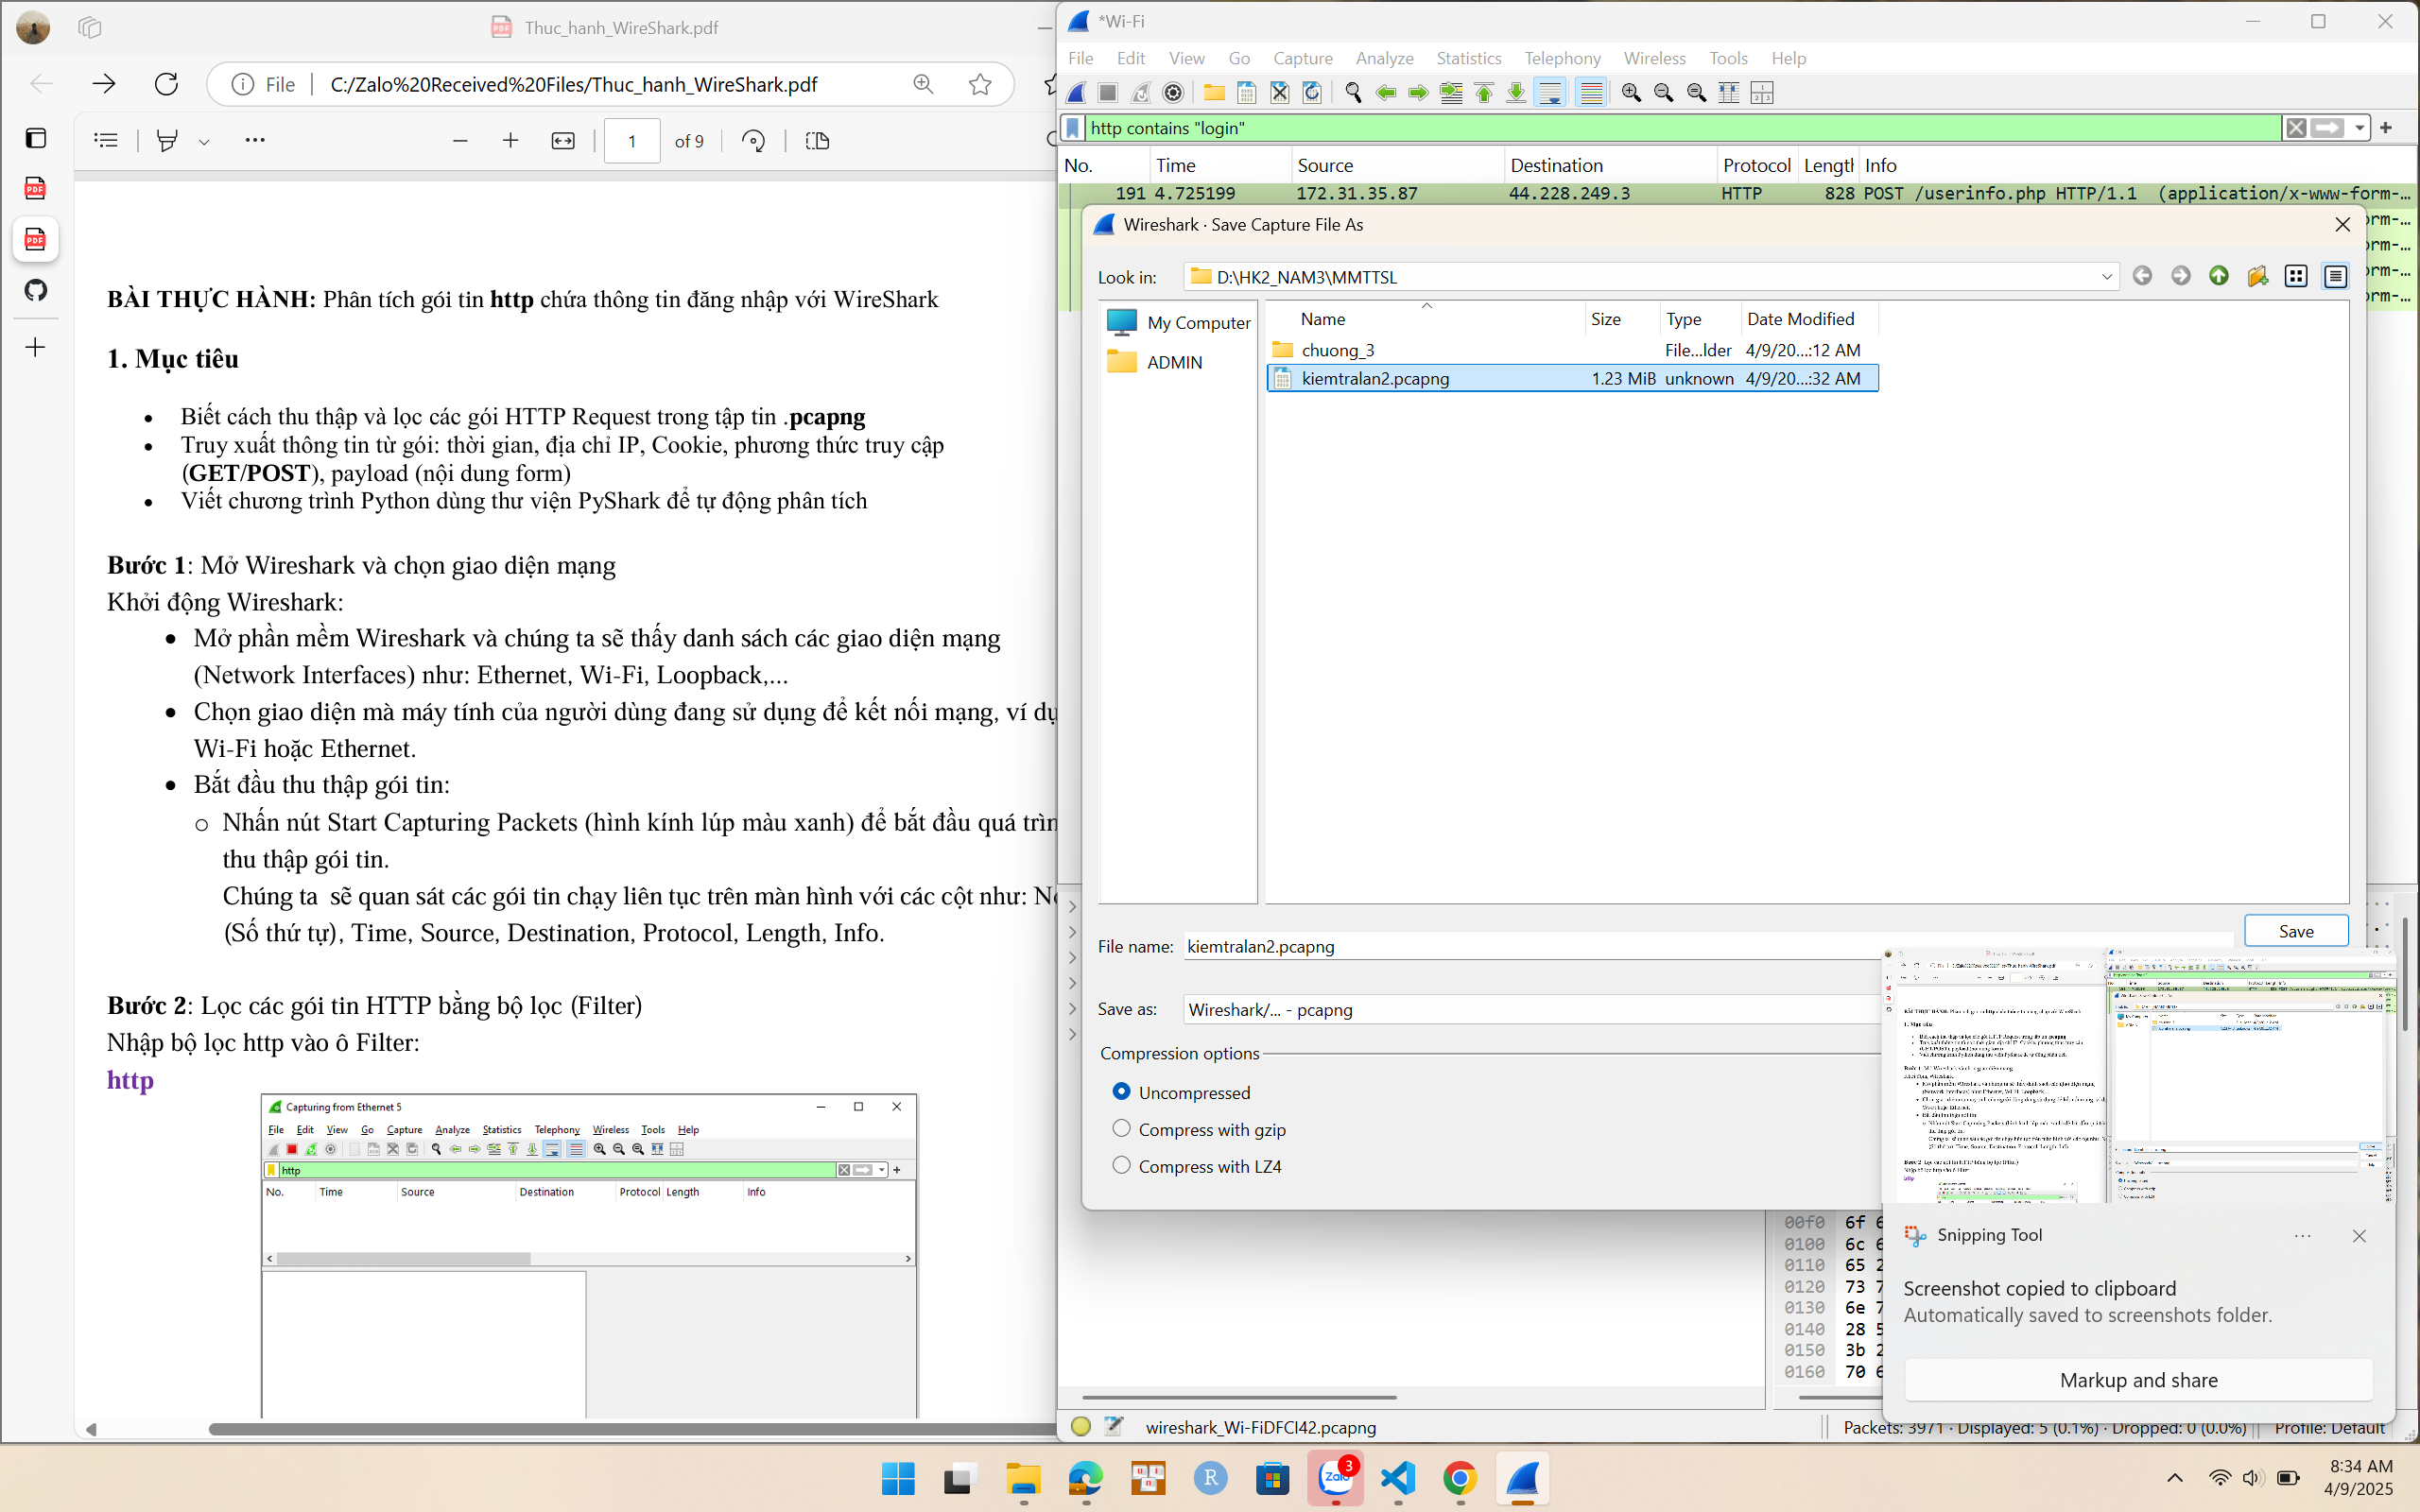 Thuc_hanh_WireShark.pdf
File
C:/Zalo%20Received%20Files/Thuc_hanh_WireShark.pdf
1
of 9
BÀI THỰC HÀNH: Phân tích gói tin http chứa thông tin đăng nhập với WireShark
1. Mục tiêu
• Biết cách thu thập và lọc các gói HTTP Request trong tập tin .pcapng
• Truy xuất thông tin từ gói: thời gian, địa chỉ IP, Cookie, phương thức truy cập
(GET/POST), payload (nội dung form)
• Viết chương trình Python dùng thư viện PyShark để tự động phân tích
Bước 1: Mở Wireshark và chọn giao diện mạng
Khởi động Wireshark:
• Mở phần mềm Wireshark và chúng ta sẽ thấy danh sách các giao diện mạng
(Network Interfaces) như: Ethernet, Wi-Fi, Loopback,...
• Chọn giao diện mà máy tính của người dùng đang sử dụng để kết nối mạng, ví dụ
Wi-Fi hoặc Ethernet.
• Bắt đầu thu thập gói tin:
o Nhấn nút Start Capturing Packets (hình kính lúp màu xanh) để bắt đầu quá trìn
thu thập gói tin.
Chúng ta sẽ quan sát các gói tin chạy liên tục trên màn hình với các cột như: No
(Số thứ tự), Time, Source, Destination, Protocol, Length, Info.
Bước 2: Lọc các gói tin HTTP bằng bộ lọc (Filter)
Nhập bộ lọc http vào ô Filter:
http
Capturing from Ethernet 5
File Edit View Go Capture Analyze Statistics Telephony Wireless Tools Help
http
No. Time Source Destination Protocol Length Info
*Wi-Fi
File Edit View Go Capture Analyze Statistics Telephony Wireless Tools Help
http contains "login"
No. Time Source Destination Protocol Length Info
191 4.725199 172.31.35.87 44.228.249.3 HTTP 828 POST /userinfo.php HTTP/1.1 (application/x-www-form-…
orm-…
orm-…
orm-…
orm-…
Wireshark · Save Capture File As
Look in: D:\HK2_NAM3\MMTTSL
My Computer
ADMIN
Name Size Type Date Modified
chuong_3 File...lder 4/9/20...:12 AM
kiemtralan2.pcapng 1.23 MiB unknown 4/9/20...:32 AM
File name: kiemtralan2.pcapng
Save
Save as: Wireshark/... - pcapng
Compression options
Uncompressed
Compress with gzip
Compress with LZ4
00f0 6f
0100 6c
0110 65
0120 73
0130 6e
0140 28
0150 3b
0160 70
Snipping Tool
Screenshot copied to clipboard
Automatically saved to screenshots folder.
Markup and share
wireshark_Wi-FiDFCI42.pcapng
Packets: 3971 · Displayed: 5 (0.1%) · Dropped: 0 (0.0%)
Profile: Default
Zalo
3
8:34 AM
4/9/2025